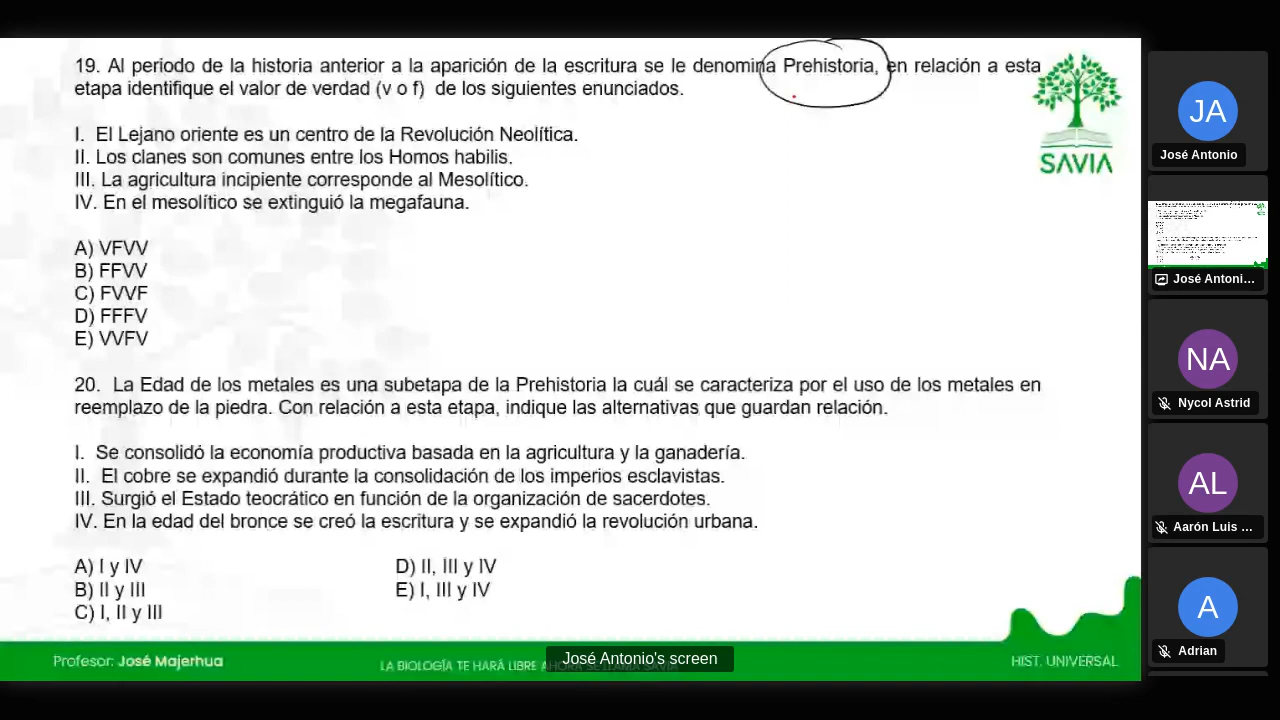 19. Al periodo de la historia anterior a la aparición de la escritura se le denomina Prehistoria, en relación a esta
etapa identifique el valor de verdad (v o f) de los siguientes enunciados.
I. El Lejano oriente es un centro de la Revolución Neolítica.
II. Los clanes son comunes entre los Homos habilis.
III. La agricultura incipiente corresponde al Mesolítico.
IV. En el mesolítico se extinguió la megafauna.
A) VFVV
B) FFVV
C) FVVF
D) FFFV
E) VVFV
20. La Edad de los metales es una subetapa de la Prehistoria la cuál se caracteriza por el uso de los metales en
reemplazo de la piedra. Con relación a esta etapa, indique las alternativas que guardan relación.
I. Se consolidó la economía productiva basada en la agricultura y la ganadería.
II. El cobre se expandió durante la consolidación de los imperios esclavistas.
III. Surgió el Estado teocrático en función de la organización de sacerdotes.
IV. En la edad del bronce se creó la escritura y se expandió la revolución urbana.
A) I y IV
B) II y III
C) I, II y III
D) II, III y IV
E) I, III y IV
SAVIA
Profesor: José Majerhua
LA BIOLOGÍA TE HARÁ LIBRE AHORA SE LLAMA SAVIA
José Antonio's screen
HIST. UNIVERSAL
JA
José Antonio
José Antoni...
NA
Nycol Astrid
AL
Aarón Luis ...
A
Adrian